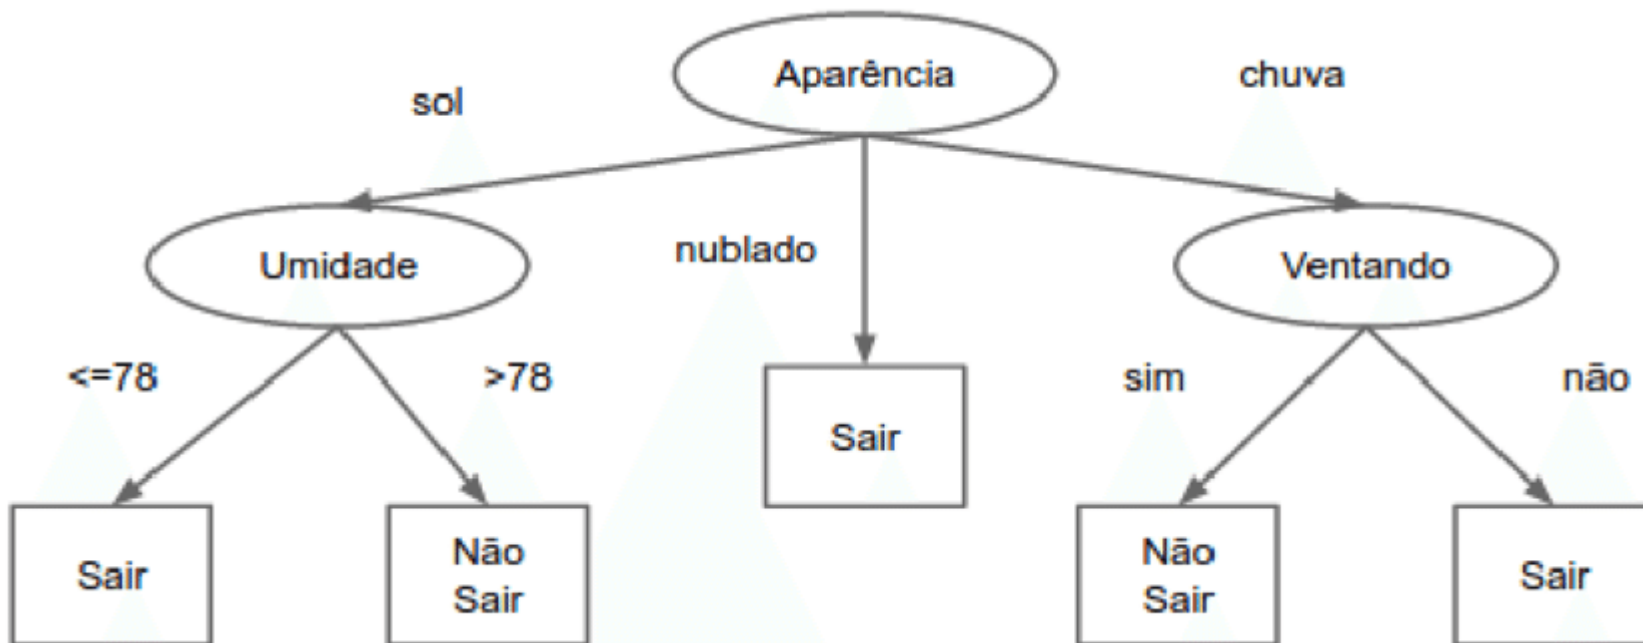 Aparência
sol
chuva
Umidade
nublado
Ventando
<=78
>78
sim
não
Sair
Sair
Não
Sair
Não
Sair
Sair